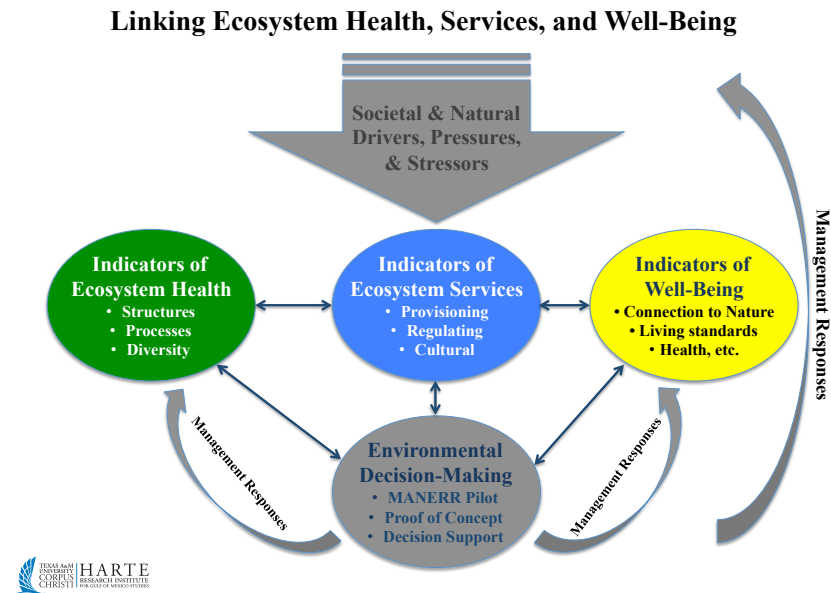 Linking Ecosystem Health, Services, and Well-Being
Societal & Natural
Drivers, Pressures,
& Stressors
Indicators of
Ecosystem Health
• Structures
• Processes
• Diversity
Indicators of
Ecosystem Services
• Provisioning
• Regulating
• Cultural
Indicators of
Well-Being
• Connection to Nature
• Living standards
• Health, etc.
Management Responses
Environmental
Decision-Making
• MANERR Pilot
• Proof of Concept
• Decision Support
Management Responses
Management Responses
TEXAS A&M
UNIVERSITY
CORPUS
CHRISTI
HARTE
RESEARCH INSTITUTE
FOR GULF OF MEXICO STUDIES